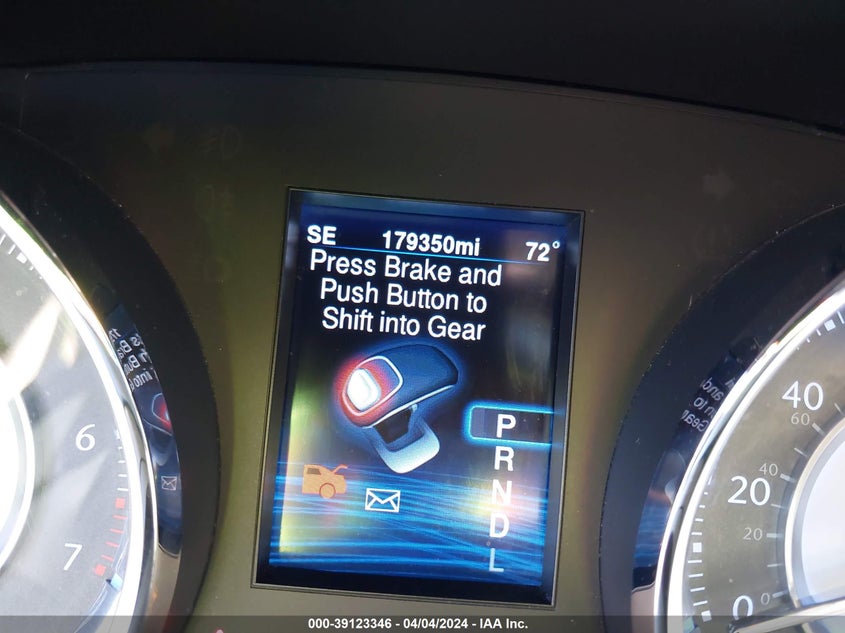 SE 179350mi 72°
Press Brake and
Push Button to
Shift into Gear
P
R
N
D
L
6
7
40
60
40
20
20
0
0
000-39123346 - 04/04/2024 - IAA Inc.